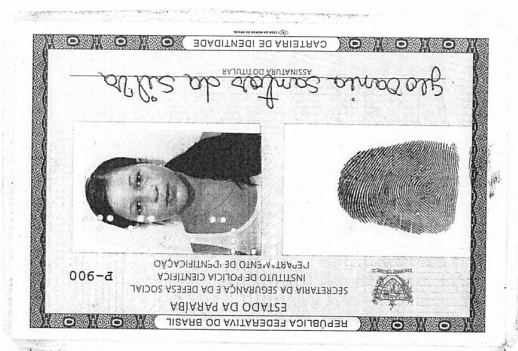 REPÚBLICA FEDERATIVA DO BRASIL
ESTADO DA PARAÍBA
SECRETARIA DA SEGURANÇA E DA DEFESA SOCIAL
INSTITUTO DE POLÍCIA CIENTÍFICA
DEPARTAMENTO DE IDENTIFICAÇÃO
P-900
geovania santos da Silva
ASSINATURA DO TITULAR
CARTEIRA DE IDENTIDADE